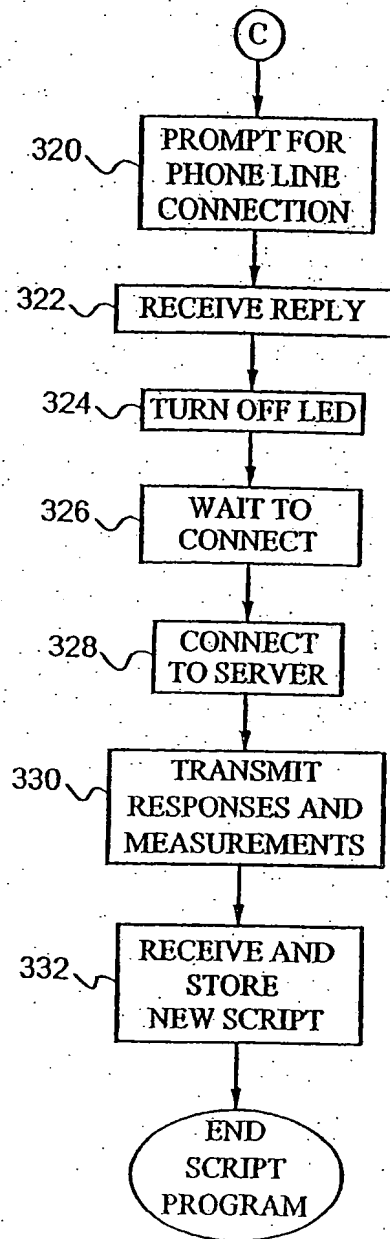 C
320
PROMPT FOR
PHONE LINE
CONNECTION
322
RECEIVE REPLY
324
TURN OFF LED
326
WAIT TO
CONNECT
328
CONNECT
TO SERVER
330
TRANSMIT
RESPONSES AND
MEASUREMENTS
332
RECEIVE AND
STORE
NEW SCRIPT
END
SCRIPT
PROGRAM